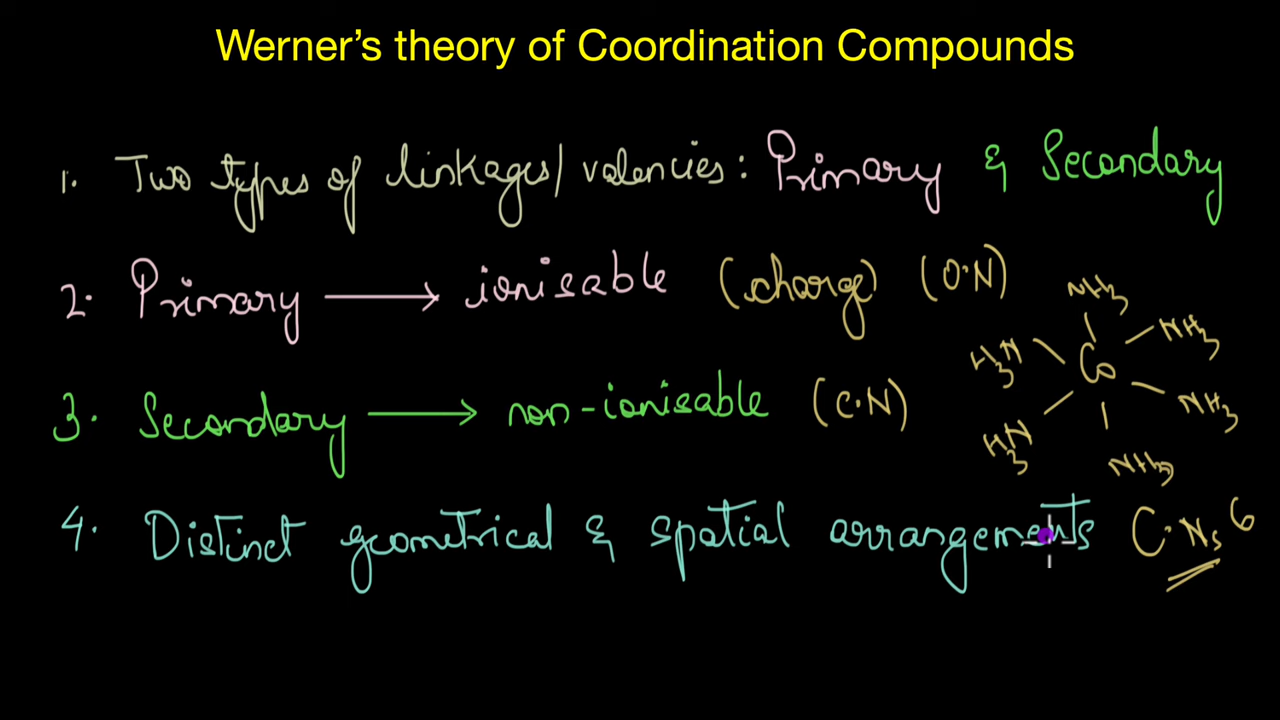 Werner's theory of Coordination Compounds
1. Two types of linkages/valencies: Primary & Secondary
2. Primary → ionisable (charge) (O·N)
NH3
H3N Co NH3
3. Secondary → non-ionisable (C·N)
NH3
H3N
NH3
4. Distinct geometrical & spatial arrangements C·Ns 6